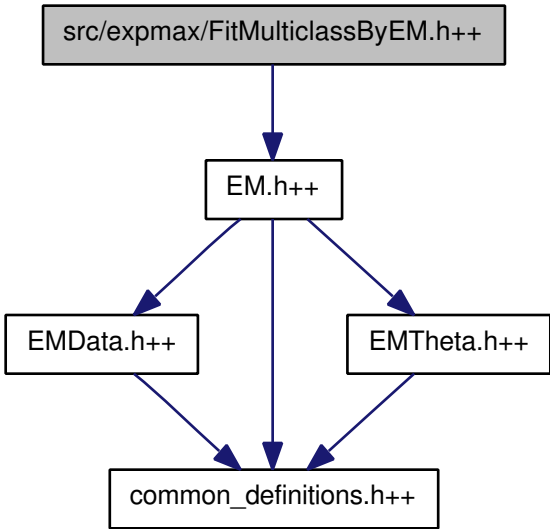 src/expmax/FitMulticlassByEM.h++
EM.h++
EMData.h++
EMTheta.h++
common_definitions.h++